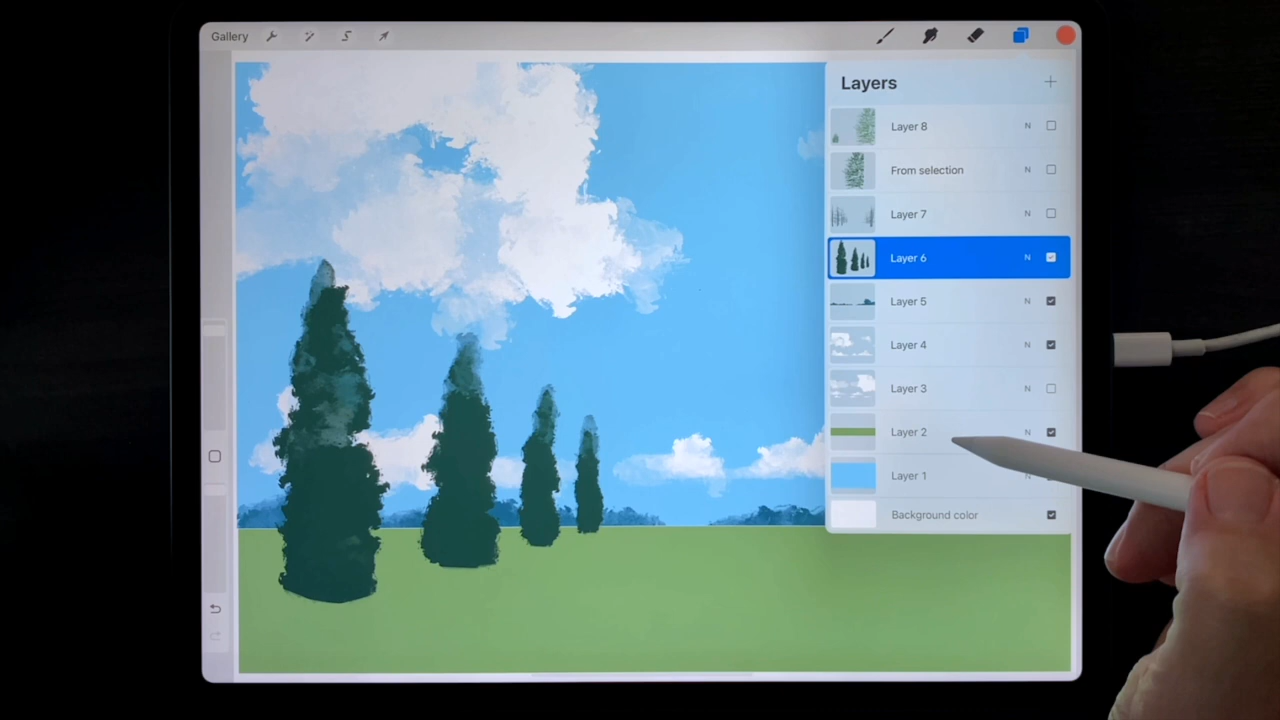 Gallery
Layers
Layer 8 N
From selection N
Layer 7 N
Layer 6 N
Layer 5 N
Layer 4 N
Layer 3 N
Layer 2 N
Layer 1 N
Background color